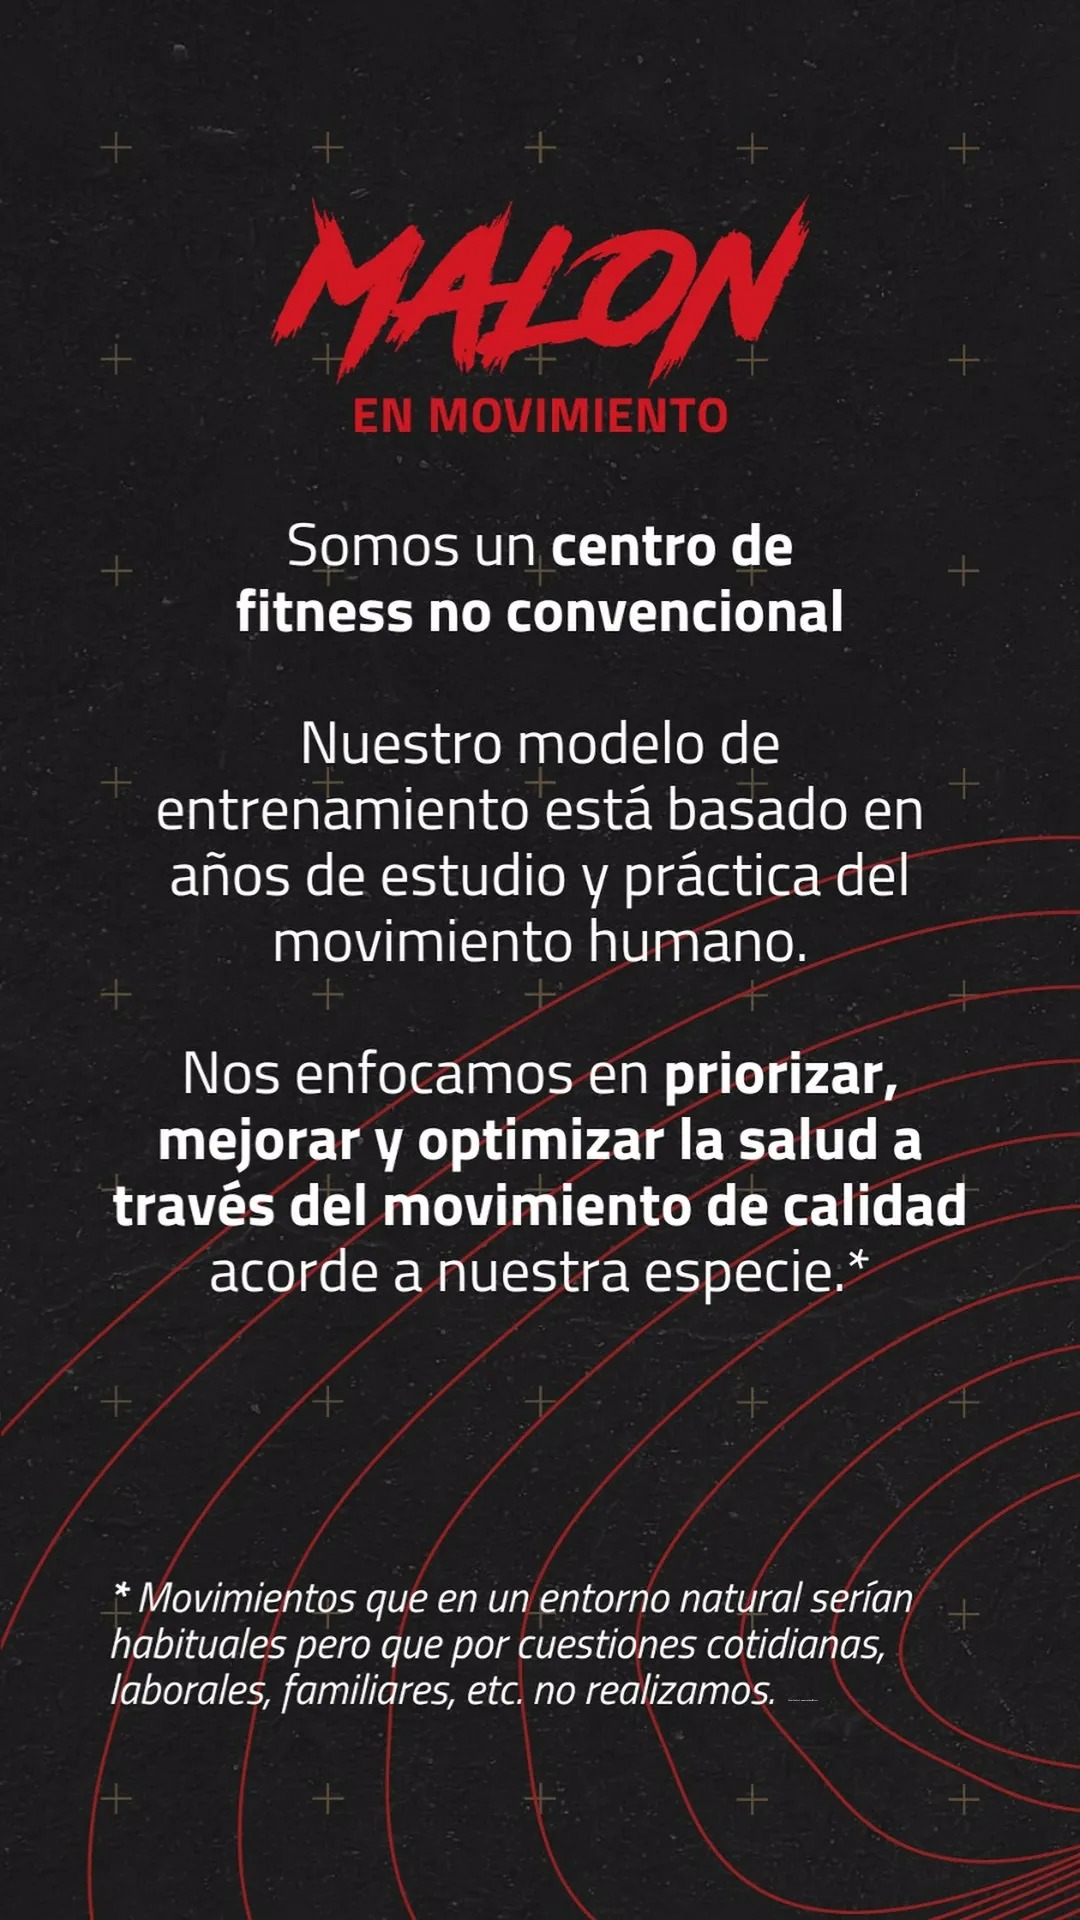 MALON
EN MOVIMIENTO
Somos un centro de
fitness no convencional
Nuestro modelo de
entrenamiento está basado en
años de estudio y práctica del
movimiento humano.
Nos enfocamos en priorizar,
mejorar y optimizar la salud a
través del movimiento de calidad
acorde a nuestra especie.*
* Movimientos que en un entorno natural serían
habituales pero que por cuestiones cotidianas,
laborales, familiares, etc. no realizamos.